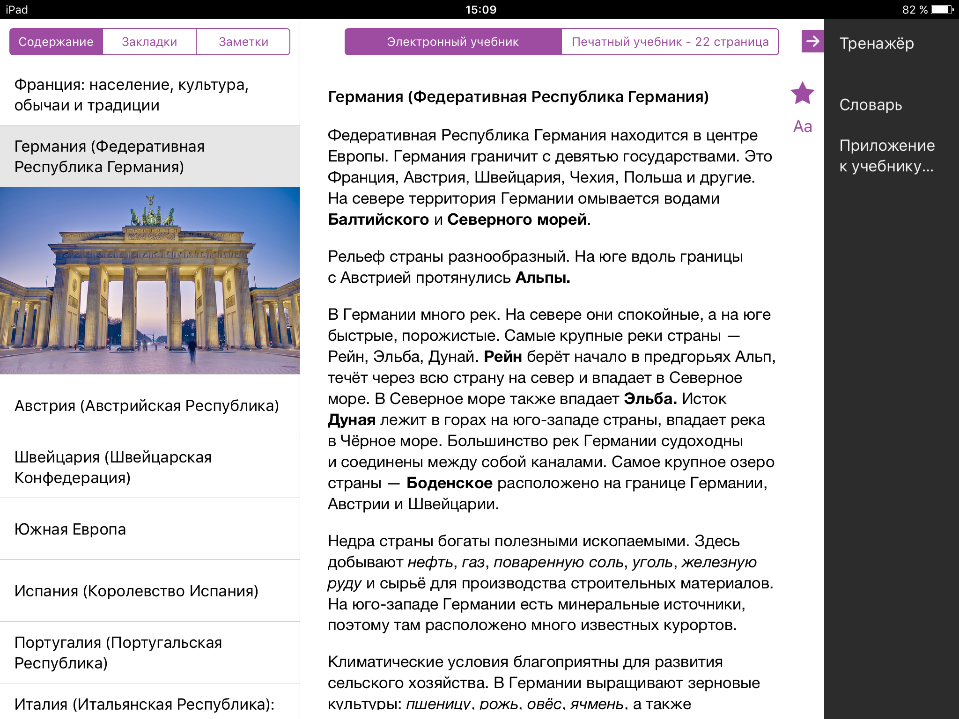 iPad
15:09
82 %
Содержание
Закладки
Заметки
Франция: население, культура,
обычаи и традиции
Германия (Федеративная
Республика Германия)
Австрия (Австрийская Республика)
Швейцария (Швейцарская
Конфедерация)
Южная Европа
Испания (Королевство Испания)
Португалия (Португальская
Республика)
Италия (Итальянская Республика):
Электронный учебник
Печатный учебник - 22 страница
Германия (Федеративная Республика Германия)
Аа
Федеративная Республика Германия находится в центре
Европы. Германия граничит с девятью государствами. Это
Франция, Австрия, Швейцария, Чехия, Польша и другие.
На севере территория Германии омывается водами
Балтийского и Северного морей.
Рельеф страны разнообразный. На юге вдоль границы
с Австрией протянулись Альпы.
В Германии много рек. На севере они спокойные, а на юге
быстрые, порожистые. Самые крупные реки страны —
Рейн, Эльба, Дунай. Рейн берёт начало в предгорьях Альп,
течёт через всю страну на север и впадает в Северное
море. В Северное море также впадает Эльба. Исток
Дуная лежит в горах на юго-западе страны, впадает река
в Чёрное море. Большинство рек Германии судоходны
и соединены между собой каналами. Самое крупное озеро
страны — Боденское расположено на границе Германии,
Австрии и Швейцарии.
Недра страны богаты полезными ископаемыми. Здесь
добывают нефть, газ, поваренную соль, уголь, железную
руду и сырьё для производства строительных материалов.
На юго-западе Германии есть минеральные источники,
поэтому там расположено много известных курортов.
Климатические условия благоприятны для развития
сельского хозяйства. В Германии выращивают зерновые
культуры: пшеницу, рожь, овёс, ячмень, а также
Тренажёр
Словарь
Приложение
к учебнику...